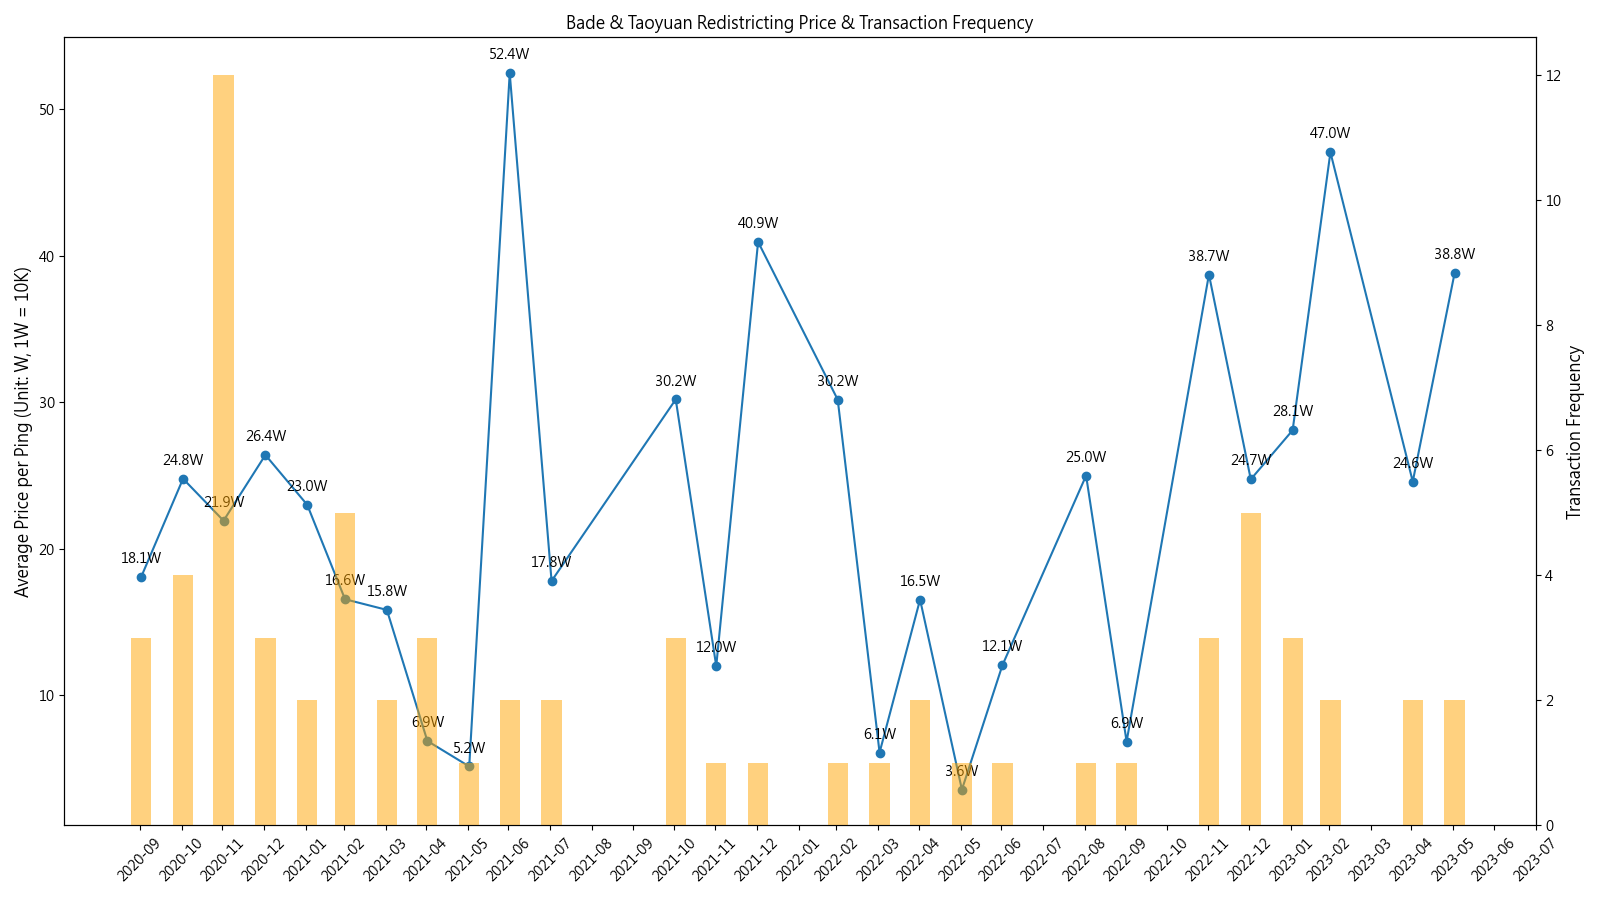 Bade & Taoyuan Redistricting Price & Transaction Frequency
Average Price per Ping (Unit: W, 1W = 10K)
50
40
30
20
10
18.1W
24.8W
21.9W
26.4W
23.0W
16.6W
15.8W
6.9W
5.2W
52.4W
17.8W
30.2W
12.0W
40.9W
30.2W
6.1W
16.5W
3.6W
12.1W
25.0W
6.9W
38.7W
24.7W
28.1W
47.0W
24.6W
38.8W
12
10
8
6
4
2
0
Transaction Frequency
2020-09
2020-10
2020-11
2020-12
2021-01
2021-02
2021-03
2021-04
2021-05
2021-06
2021-07
2021-08
2021-09
2021-10
2021-11
2021-12
2022-01
2022-02
2022-03
2022-04
2022-05
2022-06
2022-07
2022-08
2022-09
2022-10
2022-11
2022-12
2023-01
2023-02
2023-03
2023-04
2023-05
2023-06
2023-07